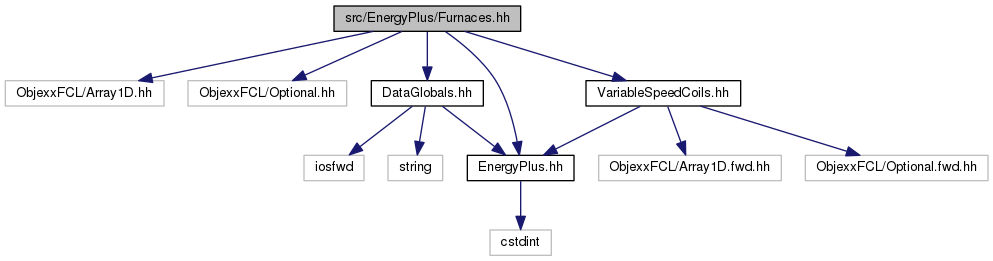 src/EnergyPlus/Furnaces.hh
ObjexxFCL/Array1D.hh
ObjexxFCL/Optional.hh
DataGlobals.hh
VariableSpeedCoils.hh
iosfwd
string
EnergyPlus.hh
ObjexxFCL/Array1D.fwd.hh
ObjexxFCL/Optional.fwd.hh
cstdint